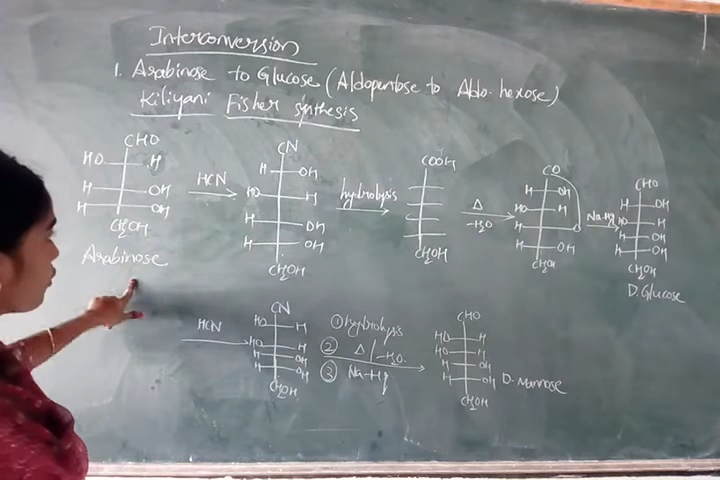 Interconversion
1. Arabinose to Glucose (Aldopentose to Aldo-hexose)
Kiliyani Fisher synthesis
CHO
HO H
H OH
H OH
CH2OH
Arabinose
HCN
CN
H OH
HO H
H OH
H OH
CH2OH
hydrolysis
COOH
CH2OH
Δ
-H2O
CO
H OH
HO H
H
H OH
CH2OH
Na-Hg
CHO
H OH
HO H
H OH
H OH
CH2OH
D.Glucose
HCN
CN
HO H
HO H
H OH
H OH
CH2OH
① hydrolysis
② Δ/-H2O.
③ Na-Hg
CHO
HO H
HO H
H OH
H OH
CH2OH
D-mannose